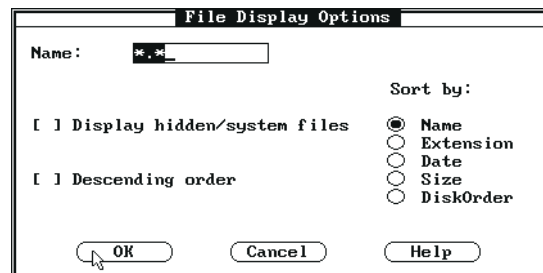 File Display Options
Name: *.*_
Sort by:
[ ] Display hidden/system files
[ ] Descending order
Name
Extension
Date
Size
DiskOrder
OK Cancel Help